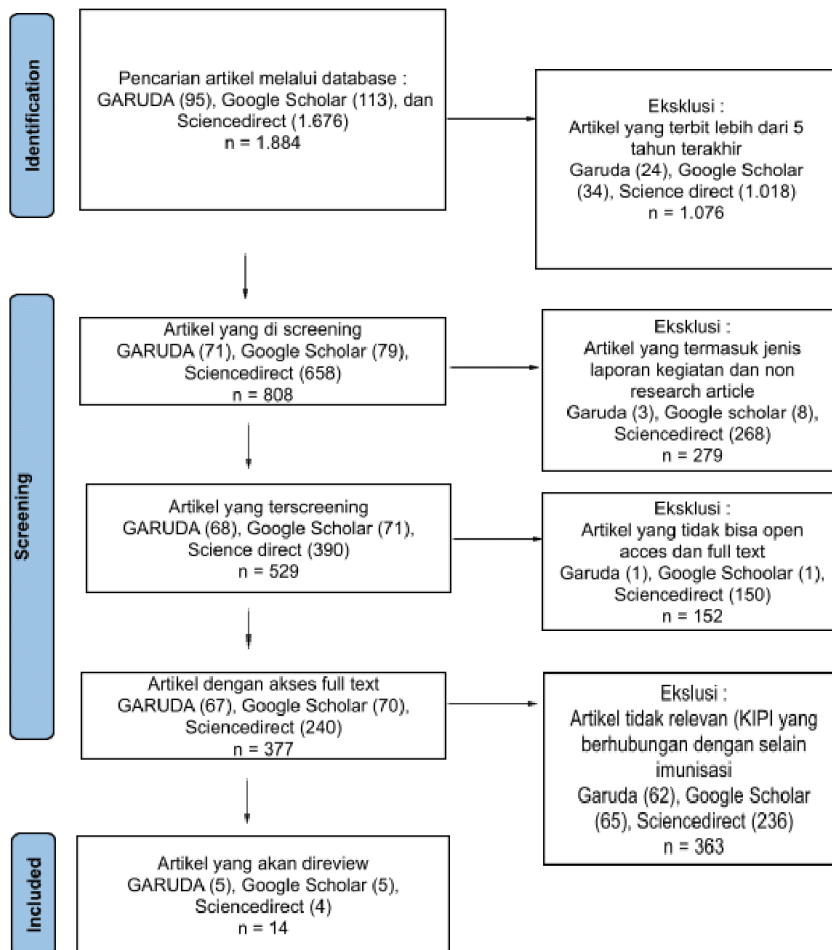 Identification
Pencarian artikel melalui database :
GARUDA (95), Google Scholar (113), dan
Sciencedirect (1.676)
n = 1.884
Eksklusi :
Artikel yang terbit lebih dari 5
tahun terakhir
Garuda (24), Google Scholar
(34), Science direct (1.018)
n = 1.076
Screening
Artikel yang di screening
GARUDA (71), Google Scholar (79),
Sciencedirect (658)
n = 808
Eksklusi :
Artikel yang termasuk jenis
laporan kegiatan dan non
research article
Garuda (3), Google scholar (8),
Sciencedirect (268)
n = 279
Artikel yang terscreening
GARUDA (68), Google Scholar (71),
Science direct (390)
n = 529
Eksklusi :
Artikel yang tidak bisa open
acces dan full text
Garuda (1), Google Schoolar (1),
Sciencedirect (150)
n = 152
Artikel dengan akses full text
GARUDA (67), Google Scholar (70),
Sciencedirect (240)
n = 377
Ekslusi :
Artikel tidak relevan (KIPI yang
berhubungan dengan selain
imunisasi
Garuda (62), Google Scholar
(65), Sciencedirect (236)
n = 363
Included
Artikel yang akan direview
GARUDA (5), Google Scholar (5),
Sciencedirect (4)
n = 14